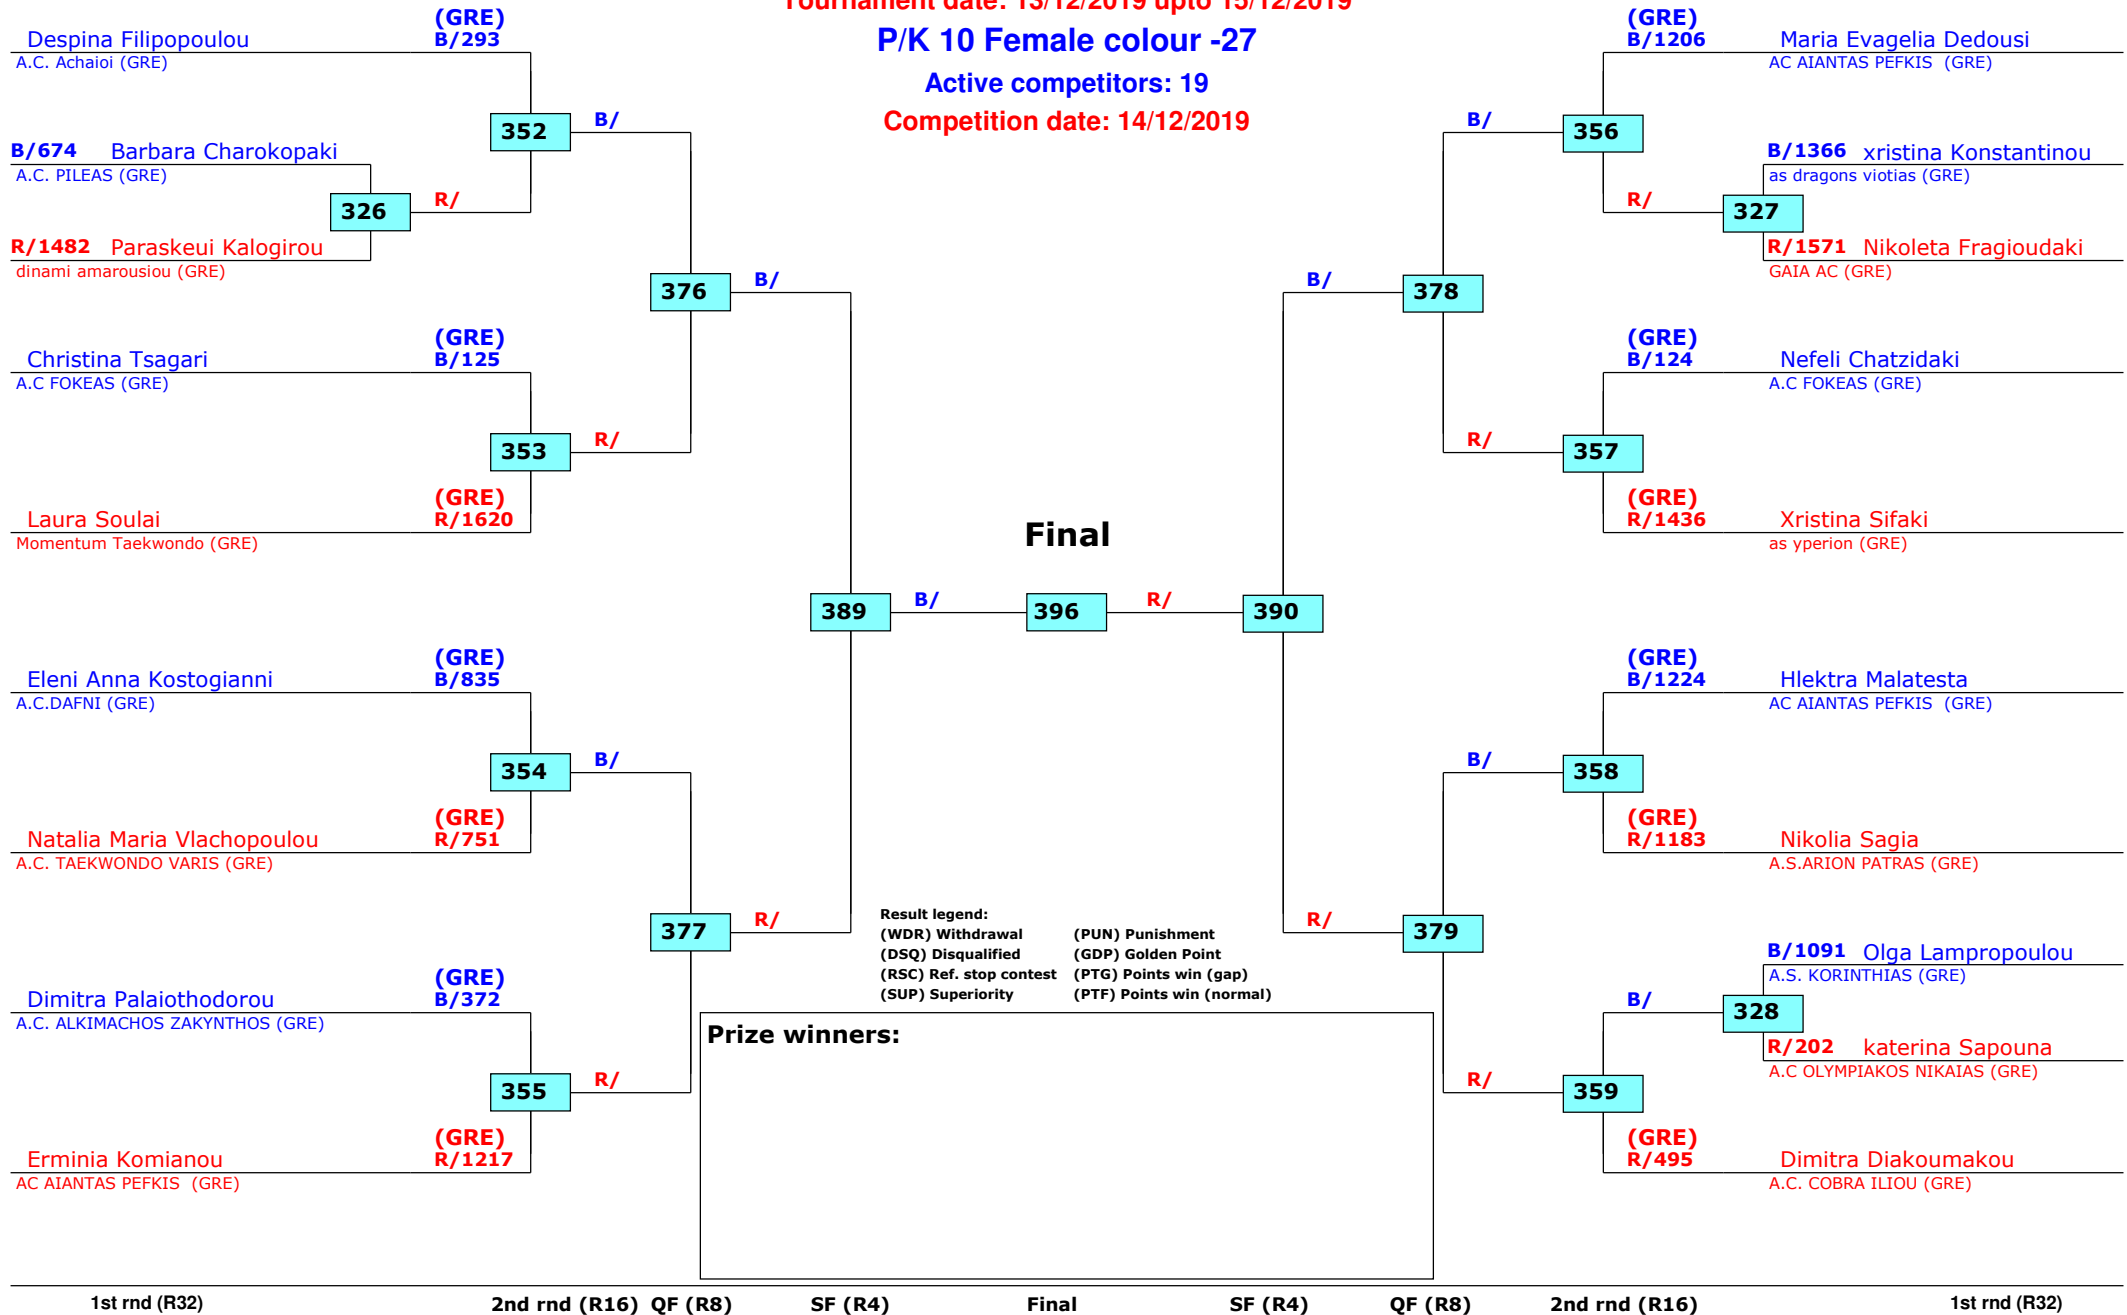 Tournament date: 13/12/2019 upto 15/12/2019
P/K 10 Female colour -27
Active competitors: 19
Competition date: 14/12/2019
(GRE)
Despina Filipopoulou B/293
A.C. Achaioi (GRE)
352 B/
B/674 Barbara Charokopaki
A.C. PILEAS (GRE)
326 R/
R/1482 Paraskeui Kalogirou
dinami amarousiou (GRE)
376 B/
(GRE)
Christina Tsagari B/125
A.C FOKEAS (GRE)
353 R/
(GRE)
Laura Soulai R/1620
Momentum Taekwondo (GRE)
389 B/
(GRE)
Eleni Anna Kostogianni B/835
A.C.DAFNI (GRE)
354 B/
(GRE)
Natalia Maria Vlachopoulou R/751
A.C. TAEKWONDO VARIS (GRE)
377 R/
(GRE)
Dimitra Palaiothodorou B/372
A.C. ALKIMACHOS ZAKYNTHOS (GRE)
355 R/
(GRE)
Erminia Komianou R/1217
AC AIANTAS PEFKIS (GRE)
Final
396
(GRE)
B/1206 Maria Evagelia Dedousi
AC AIANTAS PEFKIS (GRE)
B/ 356
B/1366 xristina Konstantinou
as dragons viotias (GRE)
R/ 327
R/1571 Nikoleta Fragioudaki
GAIA AC (GRE)
B/ 378
(GRE)
B/124 Nefeli Chatzidaki
A.C FOKEAS (GRE)
R/ 357
(GRE)
R/1436 Xristina Sifaki
as yperion (GRE)
R/ 390
(GRE)
B/1224 Hlektra Malatesta
AC AIANTAS PEFKIS (GRE)
B/ 358
(GRE)
R/1183 Nikolia Sagia
A.S.ARION PATRAS (GRE)
R/ 379
B/1091 Olga Lampropoulou
A.S. KORINTHIAS (GRE)
B/ 328
R/202 katerina Sapouna
A.C OLYMPIAKOS NIKAIAS (GRE)
R/ 359
(GRE)
R/495 Dimitra Diakoumakou
A.C. COBRA ILIOU (GRE)
Result legend:
(WDR) Withdrawal (PUN) Punishment
(DSQ) Disqualified (GDP) Golden Point
(RSC) Ref. stop contest (PTG) Points win (gap)
(SUP) Superiority (PTF) Points win (normal)
Prize winners:
1st rnd (R32) 2nd rnd (R16) QF (R8) SF (R4) Final SF (R4) QF (R8) 2nd rnd (R16) 1st rnd (R32)